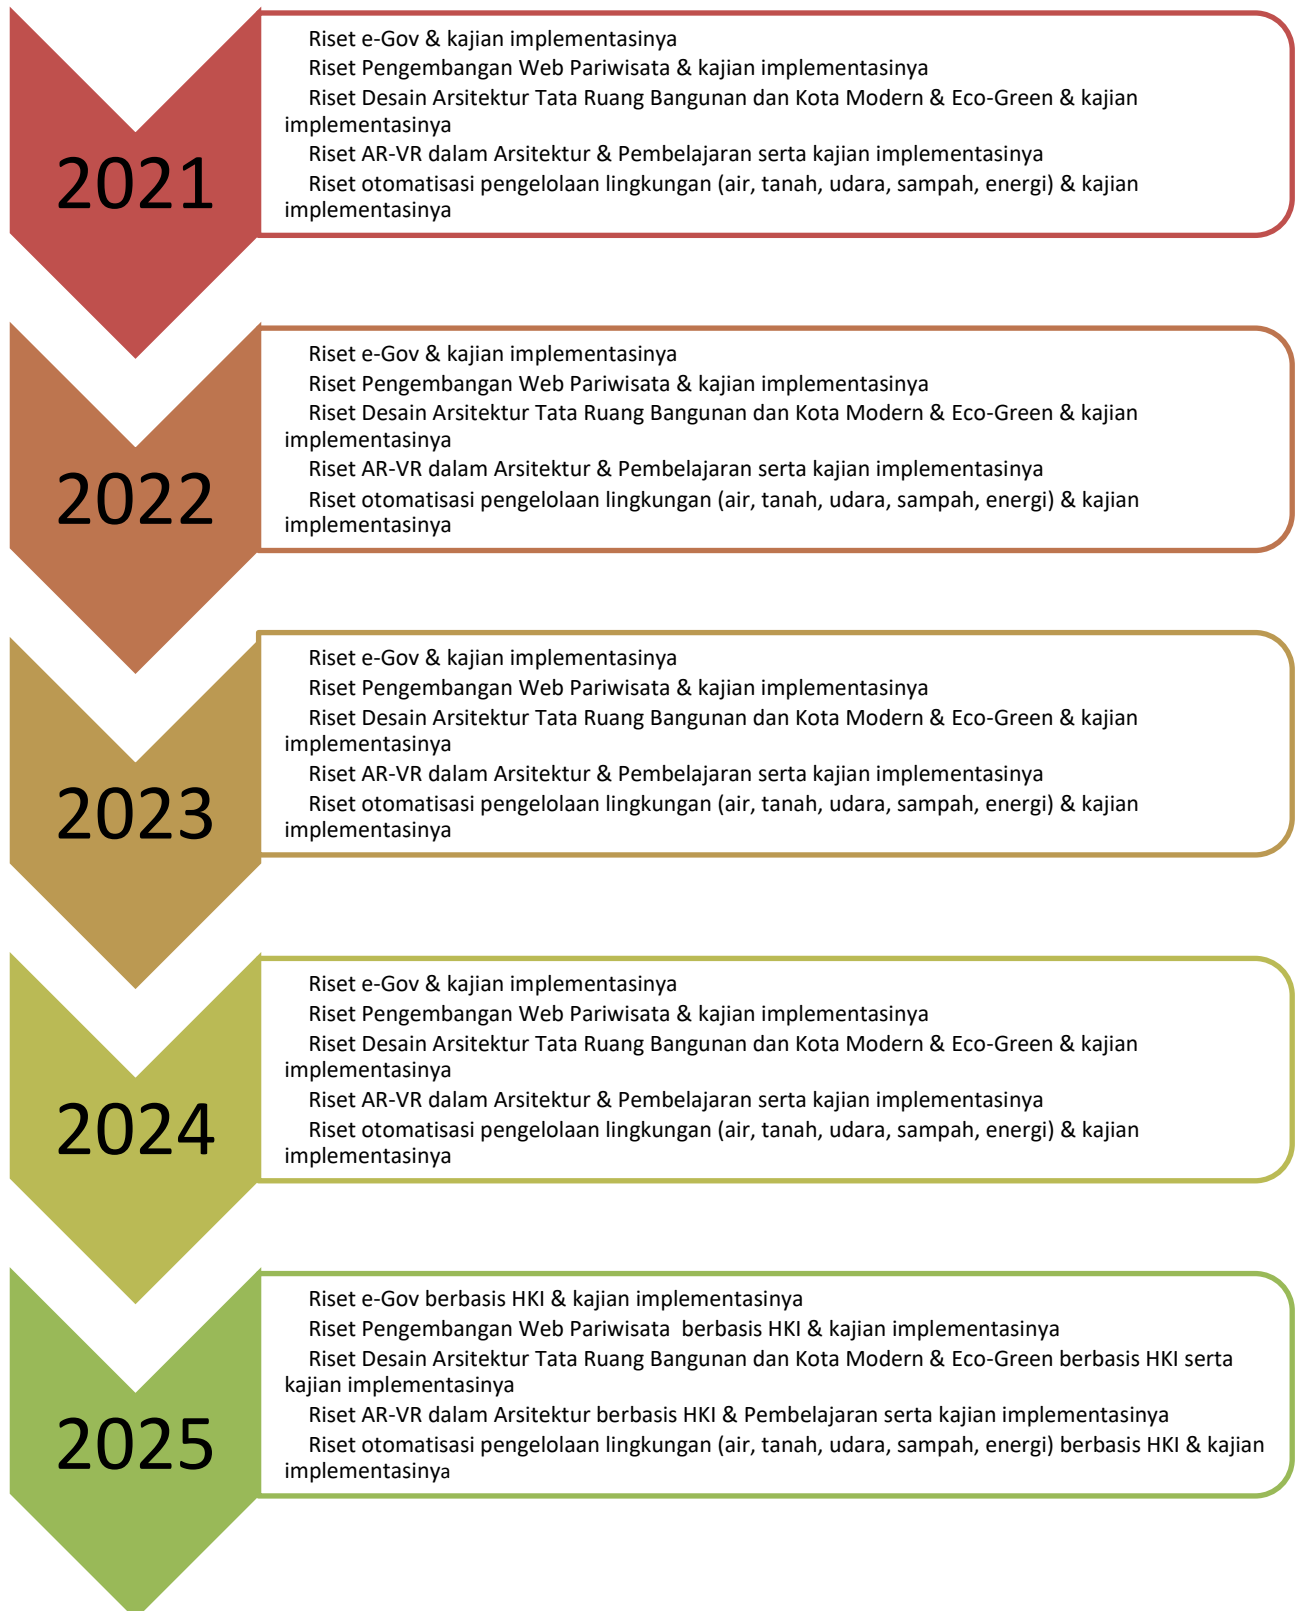 2021
Riset e-Gov & kajian implementasinya
Riset Pengembangan Web Pariwisata & kajian implementasinya
Riset Desain Arsitektur Tata Ruang Bangunan dan Kota Modern & Eco-Green & kajian
implementasinya
Riset AR-VR dalam Arsitektur & Pembelajaran serta kajian implementasinya
Riset otomatisasi pengelolaan lingkungan (air, tanah, udara, sampah, energi) & kajian
implementasinya
2022
Riset e-Gov & kajian implementasinya
Riset Pengembangan Web Pariwisata & kajian implementasinya
Riset Desain Arsitektur Tata Ruang Bangunan dan Kota Modern & Eco-Green & kajian
implementasinya
Riset AR-VR dalam Arsitektur & Pembelajaran serta kajian implementasinya
Riset otomatisasi pengelolaan lingkungan (air, tanah, udara, sampah, energi) & kajian
implementasinya
2023
Riset e-Gov & kajian implementasinya
Riset Pengembangan Web Pariwisata & kajian implementasinya
Riset Desain Arsitektur Tata Ruang Bangunan dan Kota Modern & Eco-Green & kajian
implementasinya
Riset AR-VR dalam Arsitektur & Pembelajaran serta kajian implementasinya
Riset otomatisasi pengelolaan lingkungan (air, tanah, udara, sampah, energi) & kajian
implementasinya
2024
Riset e-Gov & kajian implementasinya
Riset Pengembangan Web Pariwisata & kajian implementasinya
Riset Desain Arsitektur Tata Ruang Bangunan dan Kota Modern & Eco-Green & kajian
implementasinya
Riset AR-VR dalam Arsitektur & Pembelajaran serta kajian implementasinya
Riset otomatisasi pengelolaan lingkungan (air, tanah, udara, sampah, energi) & kajian
implementasinya
2025
Riset e-Gov berbasis HKI & kajian implementasinya
Riset Pengembangan Web Pariwisata  berbasis HKI & kajian implementasinya
Riset Desain Arsitektur Tata Ruang Bangunan dan Kota Modern & Eco-Green berbasis HKI serta
kajian implementasinya
Riset AR-VR dalam Arsitektur berbasis HKI & Pembelajaran serta kajian implementasinya
Riset otomatisasi pengelolaan lingkungan (air, tanah, udara, sampah, energi) berbasis HKI & kajian
implementasinya